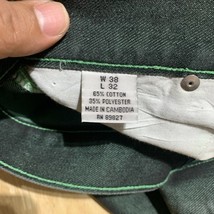 W 38
L 32
65% COTTON
35% POLYESTER
MADE IN CAMBODIA
RN 89827